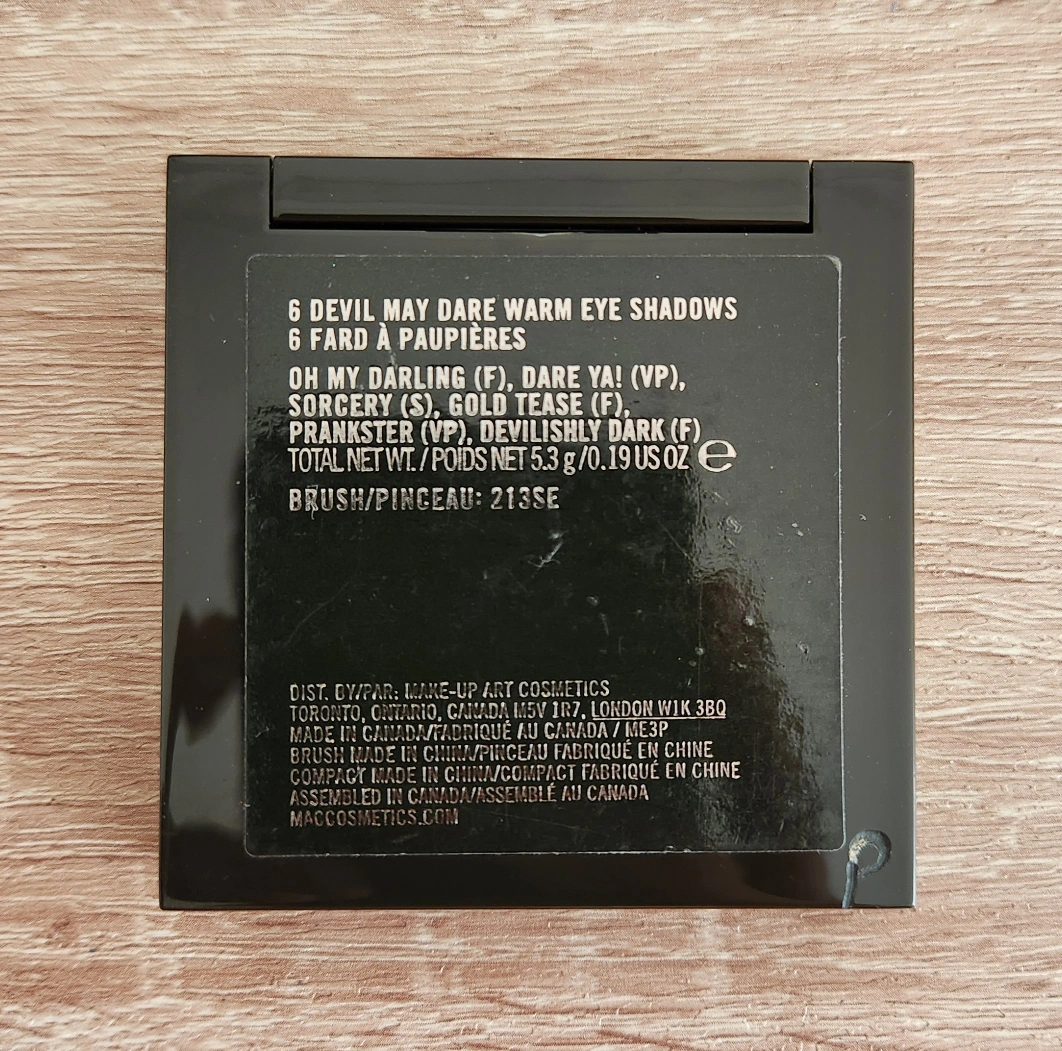 6 DEVIL MAY DARE WARM EYE SHADOWS
6 FARD À PAUPIÈRES
OH MY DARLING (F), DARE YA! (VP),
SORCERY (S), GOLD TEASE (F),
PRANKSTER (VP), DEVILISHLY DARK (F)
TOTAL NET WT. / POIDS NET 5.3 g/0.19 US OZ ℮
BRUSH/PINCEAU: 213SE
DIST. BY/PAR: MAKE-UP ART COSMETICS
TORONTO, ONTARIO, CANADA M5V 1R7, LONDON W1K 3BQ
MADE IN CANADA/FABRIQUÉ AU CANADA / ME3P
BRUSH MADE IN CHINA/PINCEAU FABRIQUÉ EN CHINE
COMPACT MADE IN CHINA/COMPACT FABRIQUÉ EN CHINE
ASSEMBLED IN CANADA/ASSEMBLÉ AU CANADA
MACCOSMETICS.COM